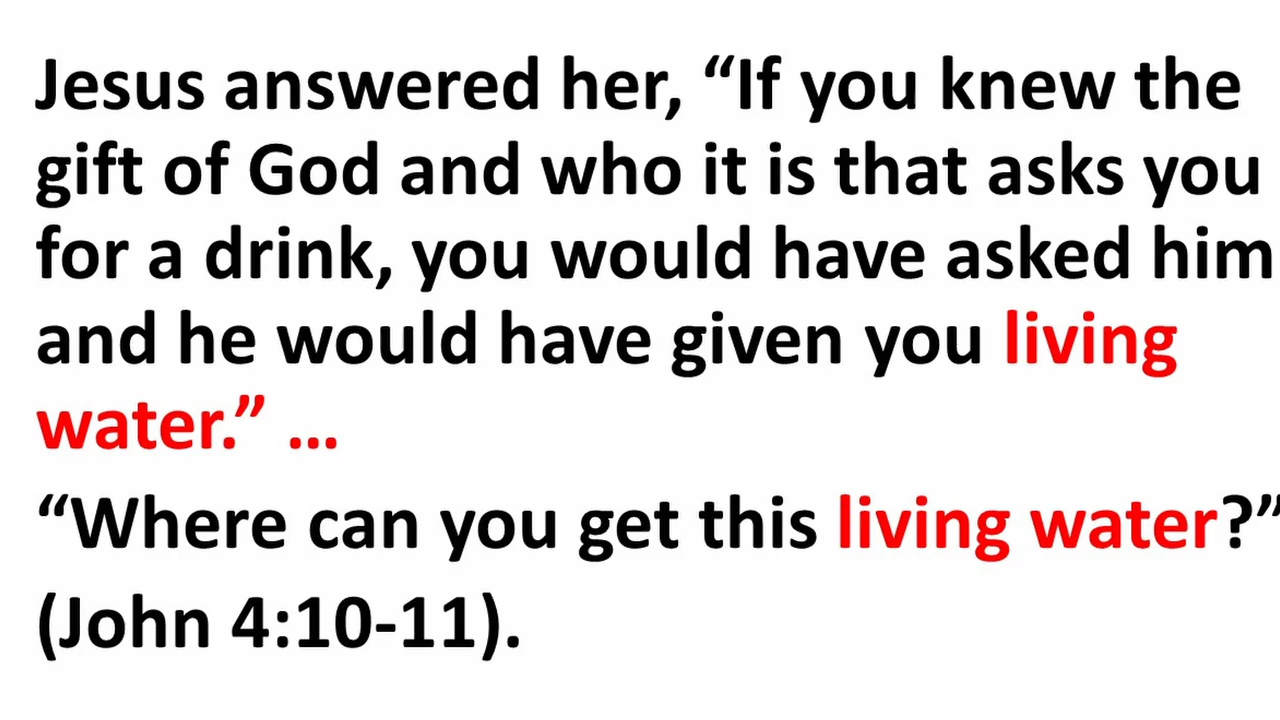 Jesus answered her, “If you knew the
gift of God and who it is that asks you
for a drink, you would have asked him
and he would have given you living
water.” ...
“Where can you get this living water?”
(John 4:10-11).